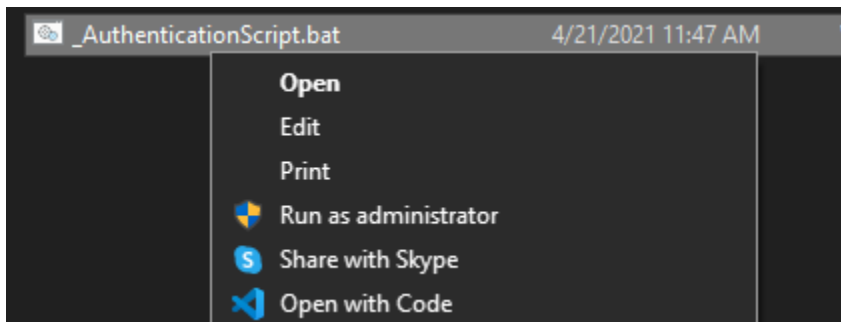 _AuthenticationScript.bat 4/21/2021 11:47 AM
Open
Edit
Print
Run as administrator
Share with Skype
Open with Code